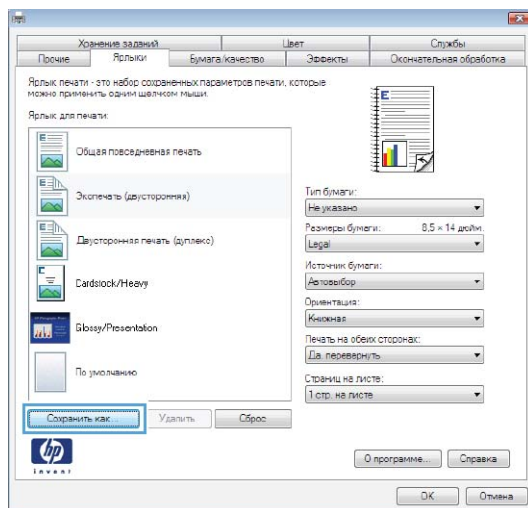 Хранение заданий
Цвет
Службы
Прочие
Ярлыки
Бумага/качество
Эффекты
Окончательная обработка
Ярлык печати - это набор сохраненных параметров печати, которые
можно применить одним щелчком мыши.
Ярлык для печати:
Общая повседневная печать
Экопечать (двусторонняя)
Двусторонняя печать (дуплекс)
Cardstock/Heavy
Glossy/Presentation
По умолчанию
Сохранить как...
Удалить
Сброс
E
Тип бумаги:
Не указано
Размеры бумаги:
8,5 × 14 дюйм.
Legal
Источник бумаги:
Автовыбор
Ориентация:
Книжная
Печать на обеих сторонах:
Да, перевернуть
Страниц на листе:
1 стр. на листе
hp
invent
О программе...
Справка
OK
Отмена